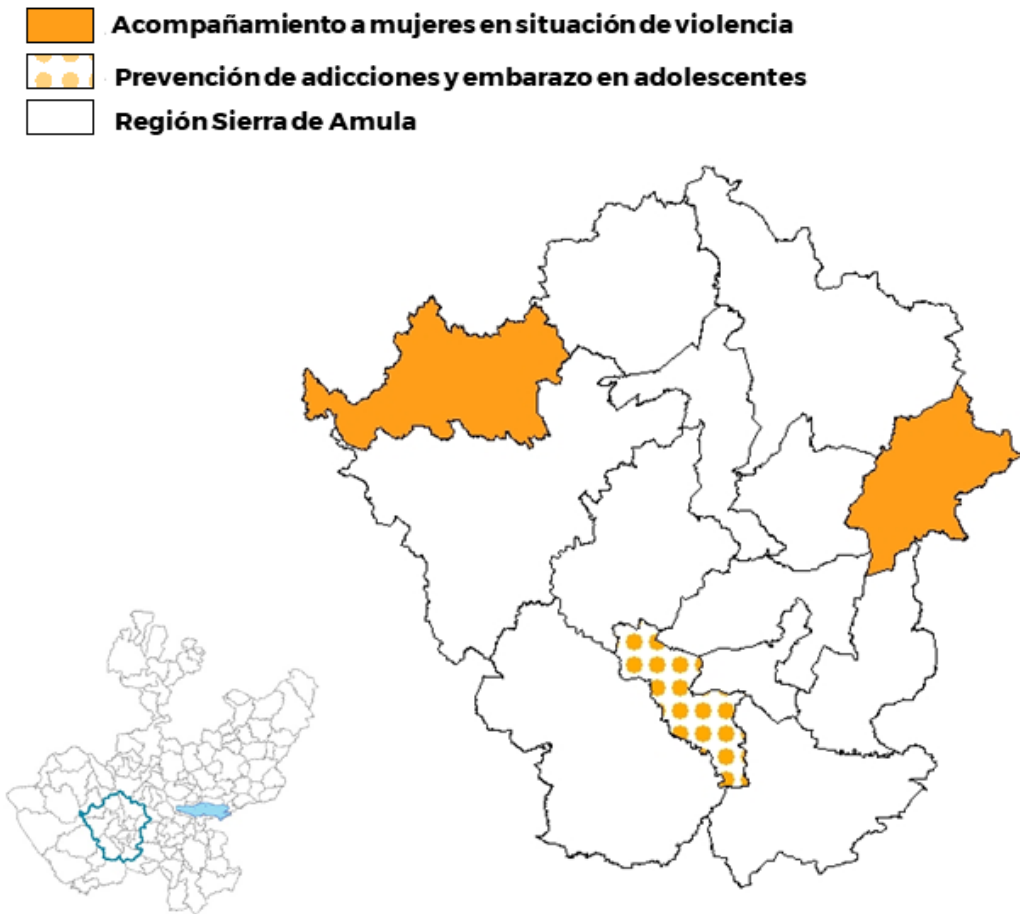 Acompañamiento a mujeres en situación de violencia
Prevención de adicciones y embarazo en adolescentes
Región Sierra de Amula